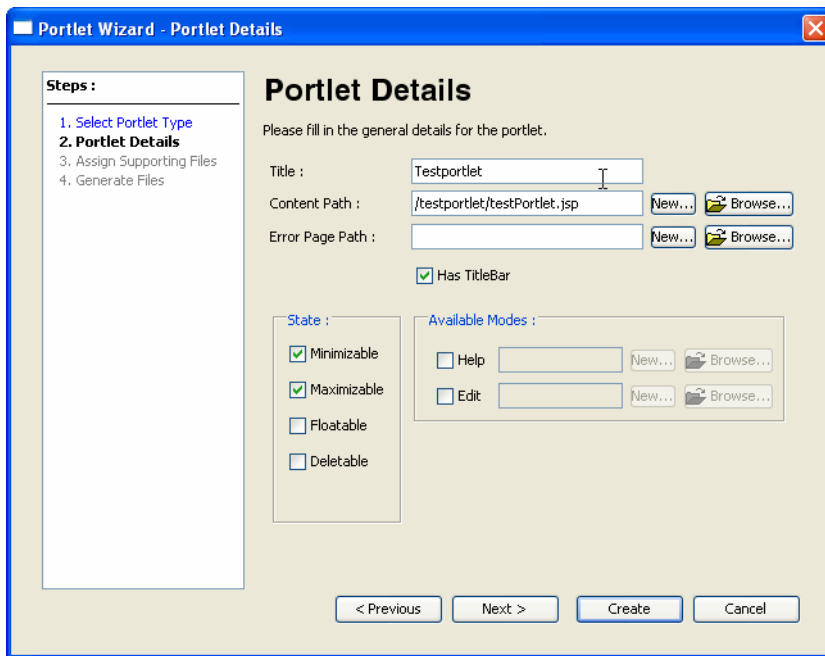 Portlet Wizard - Portlet Details
Steps :
1. Select Portlet Type
2. Portlet Details
3. Assign Supporting Files
4. Generate Files
Portlet Details
Please fill in the general details for the portlet.
Title : Testportlet
Content Path : /testportlet/testPortlet.jsp New... Browse...
Error Page Path : New... Browse...
Has TitleBar
State :
Minimizable
Maximizable
Floatable
Deletable
Available Modes :
Help New... Browse...
Edit New... Browse...
< Previous Next > Create Cancel